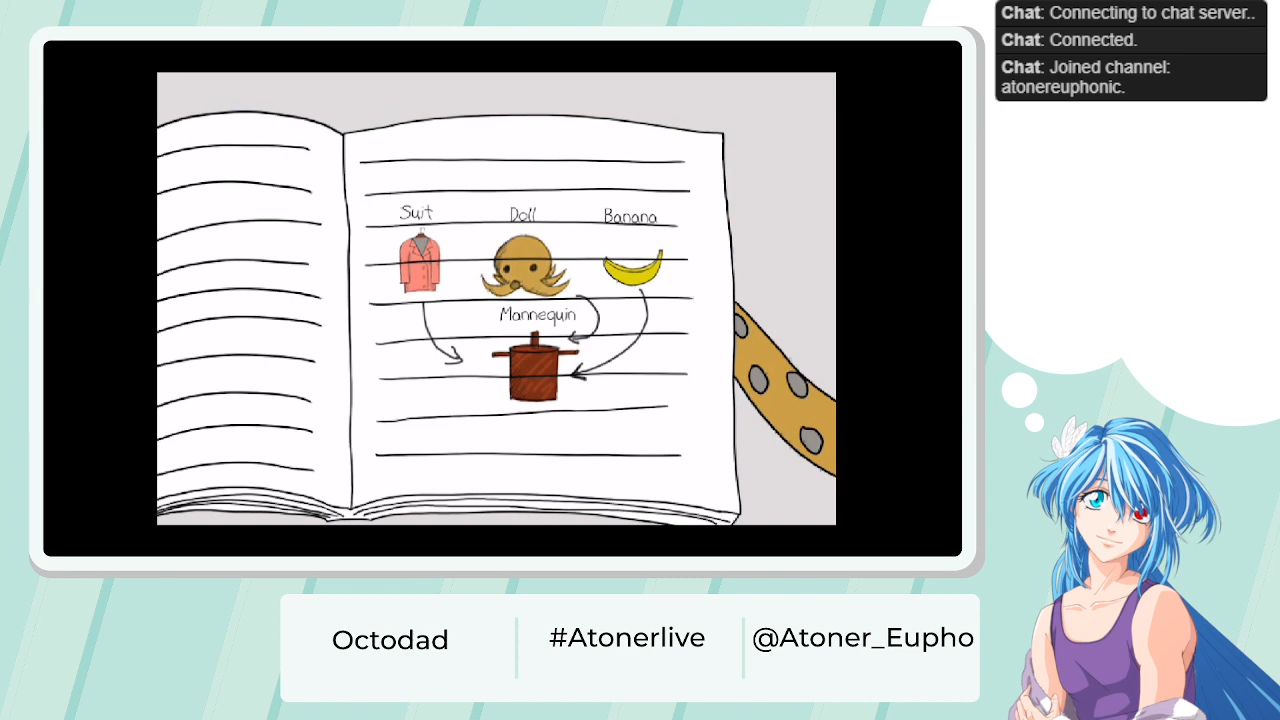 Chat: Connecting to chat server..
Chat: Connected.
Chat: Joined channel:
atonereuphonic.
Suit Doll Banana
Mannequin
Octodad #Atonerlive @Atoner_Eupho